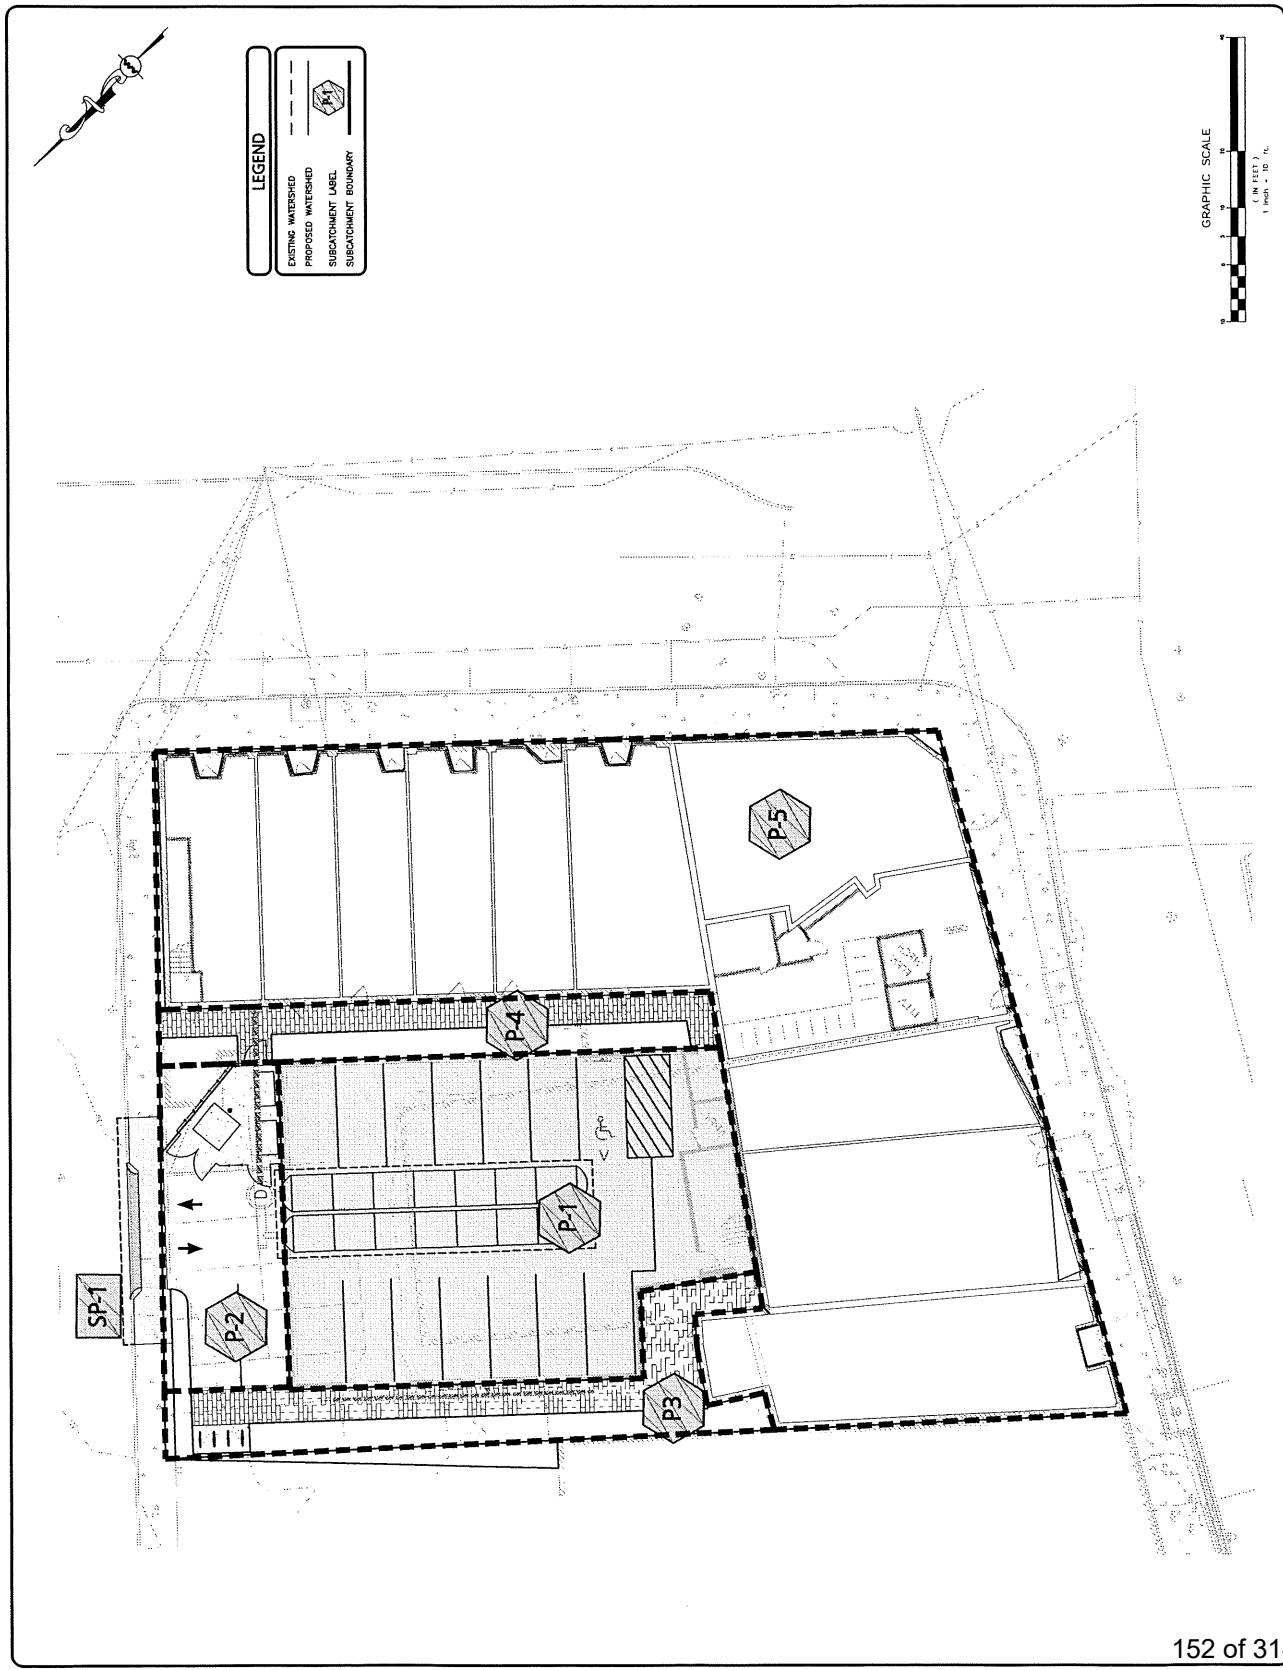 LEGEND
EXISTING WATERSHED
PROPOSED WATERSHED
SUBCATCHMENT LABEL
P-1
SUBCATCHMENT BOUNDARY
GRAPHIC SCALE
( IN FEET )
1 inch = 10 ft.
P-5
P-4
P-1
P-2
P3
SP-1
D
152 of 31